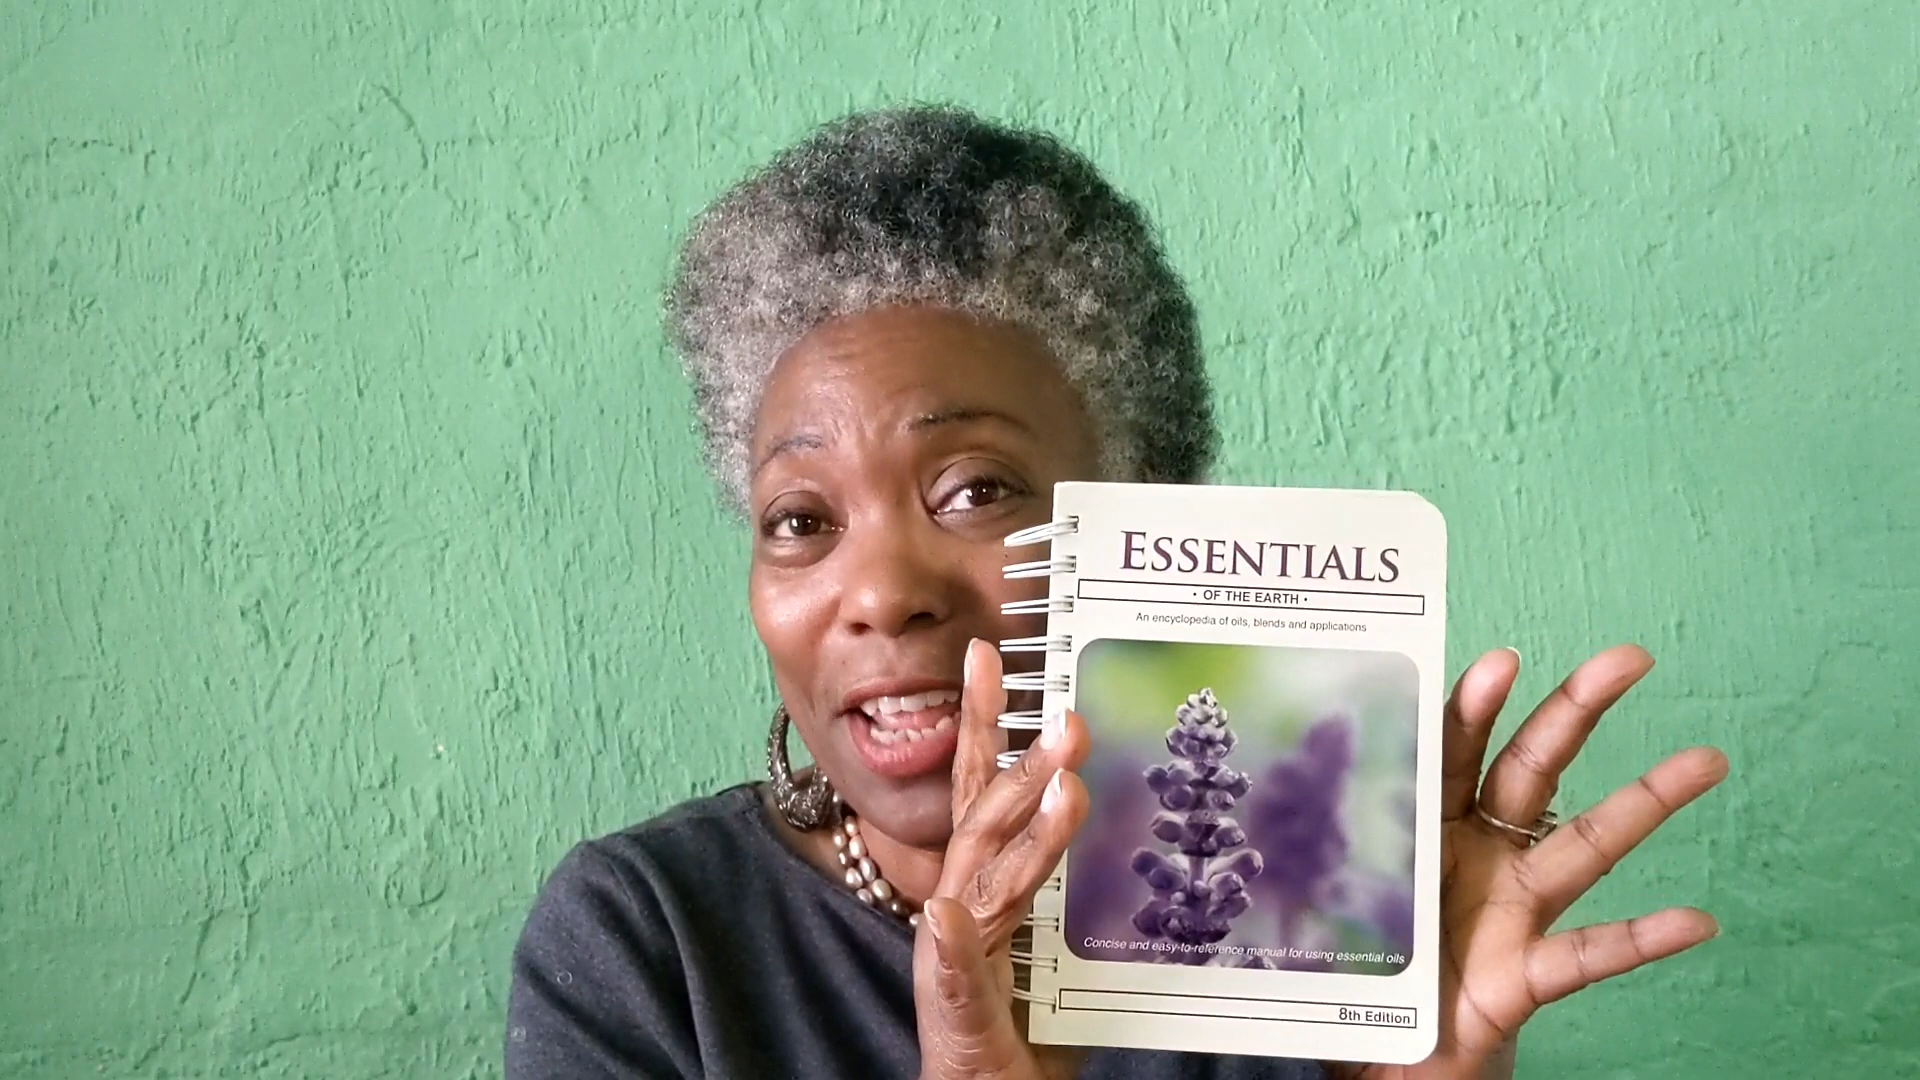 ESSENTIALS
• OF THE EARTH •
An encyclopedia of oils, blends and applications
Concise and easy-to-reference manual for using essential oils
8th Edition